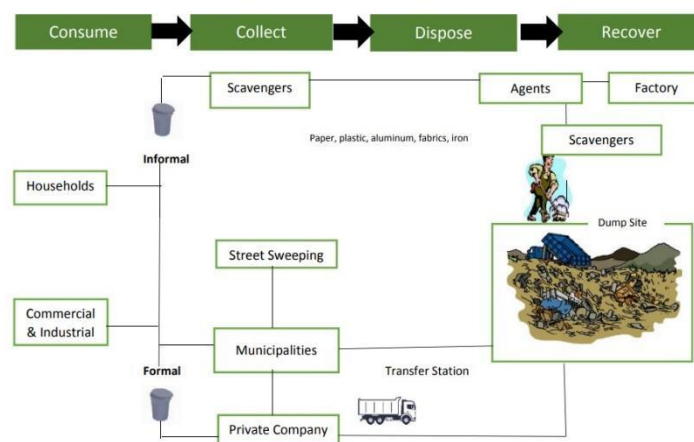 Consume
Collect
Dispose
Recover
Scavengers
Agents
Factory
Paper, plastic, aluminum, fabrics, iron
Scavengers
Informal
Households
Dump Site
Street Sweeping
Commercial
& Industrial
Municipalities
Formal
Transfer Station
Private Company